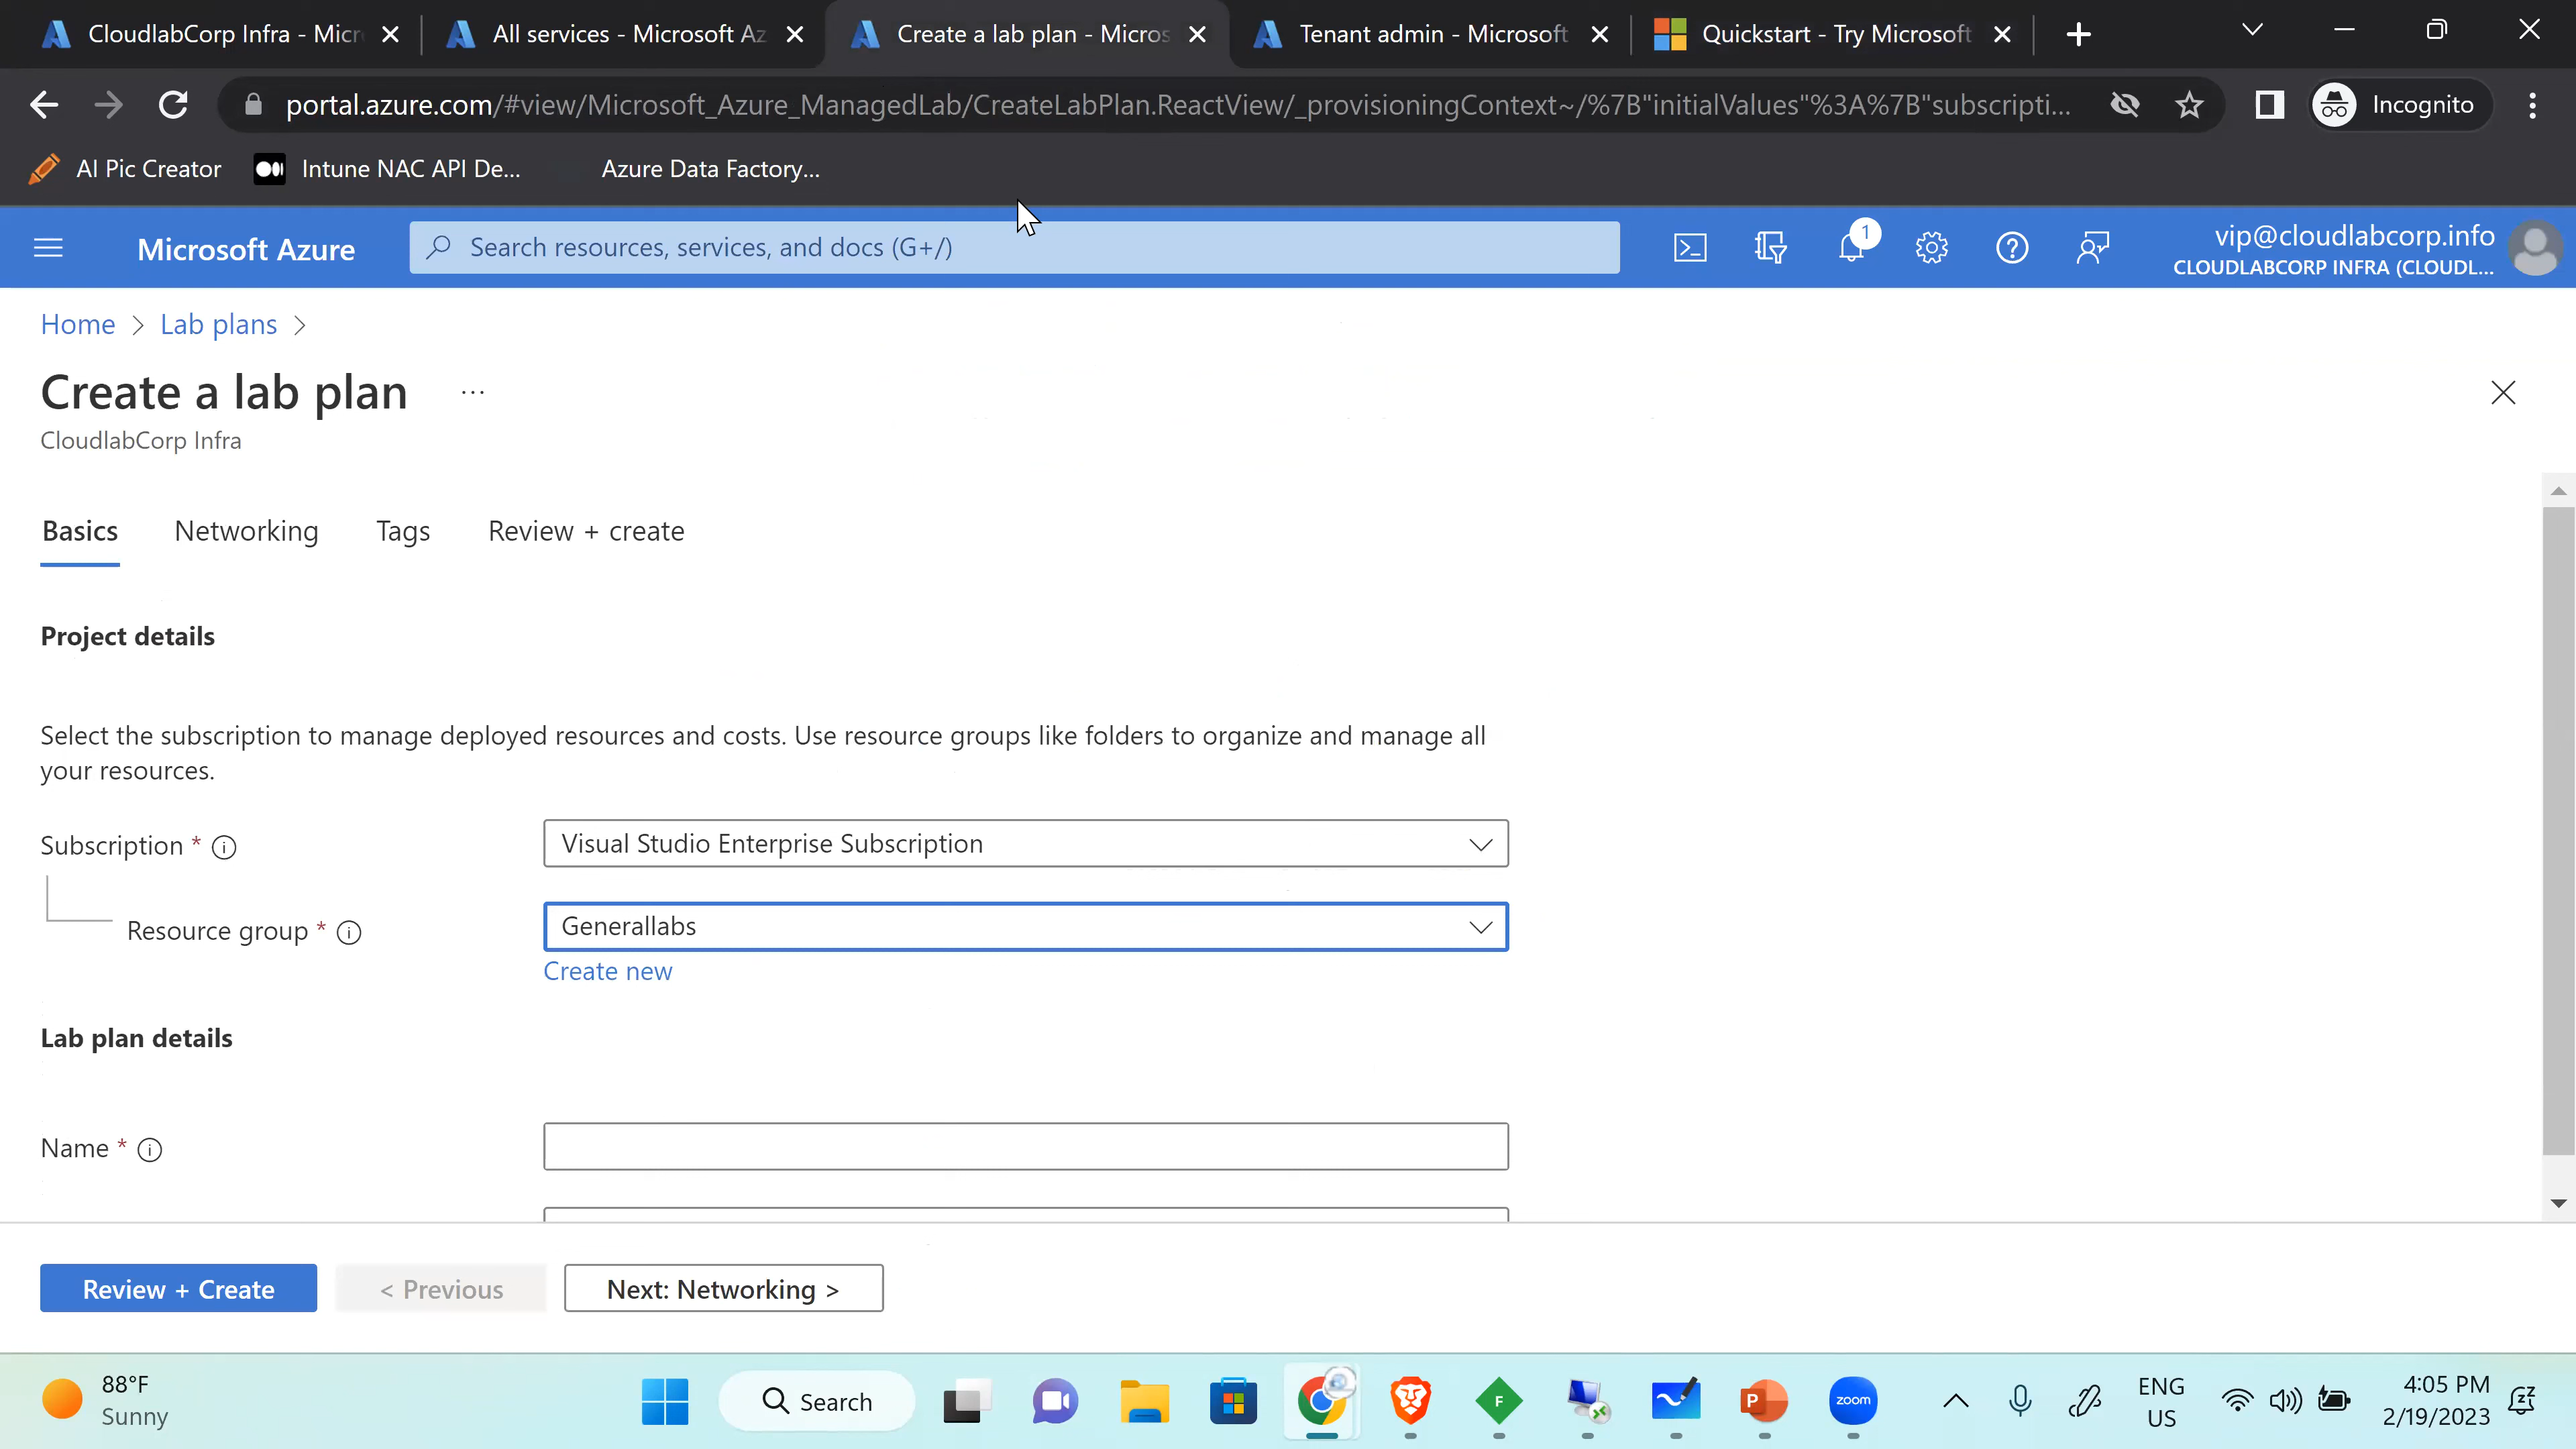 CloudlabCorp Infra - Micr
All services - Microsoft Az
Create a lab plan - Micros
Tenant admin - Microsoft
Quickstart - Try Microsoft
portal.azure.com/#view/Microsoft_Azure_ManagedLab/CreateLabPlan.ReactView/_provisioningContext~/%7B"initialValues"%3A%7B"subscripti...
Incognito
AI Pic Creator
Intune NAC API De...
Azure Data Factory...
Microsoft Azure
Search resources, services, and docs (G+/)
1
vip@cloudlabcorp.info
CLOUDLABCORP INFRA (CLOUDL...
Home > Lab plans >
Create a lab plan ...
CloudlabCorp Infra
Basics
Networking
Tags
Review + create
Project details
Select the subscription to manage deployed resources and costs. Use resource groups like folders to organize and manage all
your resources.
Subscription *
Visual Studio Enterprise Subscription
Resource group *
Generallabs
Create new
Lab plan details
Name *
Review + Create
< Previous
Next: Networking >
88°F
Sunny
Search
F
P
zoom
ENG
US
4:05 PM
2/19/2023